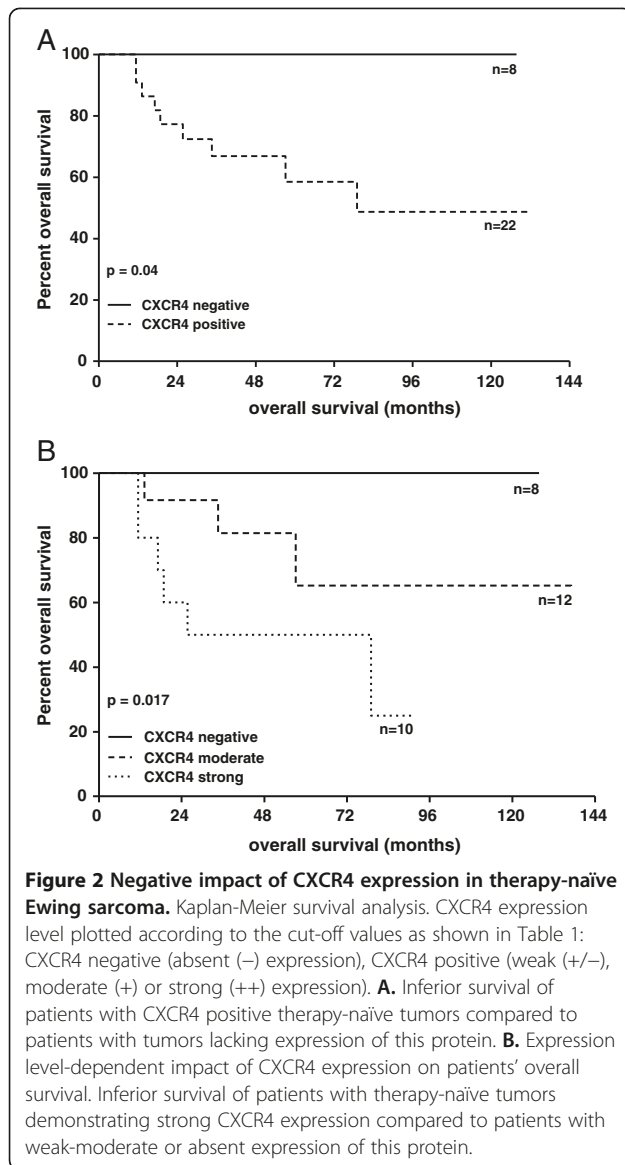 A
100
80
60
40
20
0
Percent overall survival
n=8
n=22
p = 0.04
CXCR4 negative
CXCR4 positive
0 24 48 72 96 120 144
overall survival (months)
B
100
80
60
40
20
0
Percent overall survival
n=8
n=12
n=10
p = 0.017
CXCR4 negative
CXCR4 moderate
CXCR4 strong
0 24 48 72 96 120 144
overall survival (months)
Figure 2 Negative impact of CXCR4 expression in therapy-naïve
Ewing sarcoma. Kaplan-Meier survival analysis. CXCR4 expression
level plotted according to the cut-off values as shown in Table 1:
CXCR4 negative (absent (−) expression), CXCR4 positive (weak (+/−),
moderate (+) or strong (++) expression). A. Inferior survival of
patients with CXCR4 positive therapy-naïve tumors compared to
patients with tumors lacking expression of this protein. B. Expression
level-dependent impact of CXCR4 expression on patients’ overall
survival. Inferior survival of patients with therapy-naïve tumors
demonstrating strong CXCR4 expression compared to patients with
weak-moderate or absent expression of this protein.